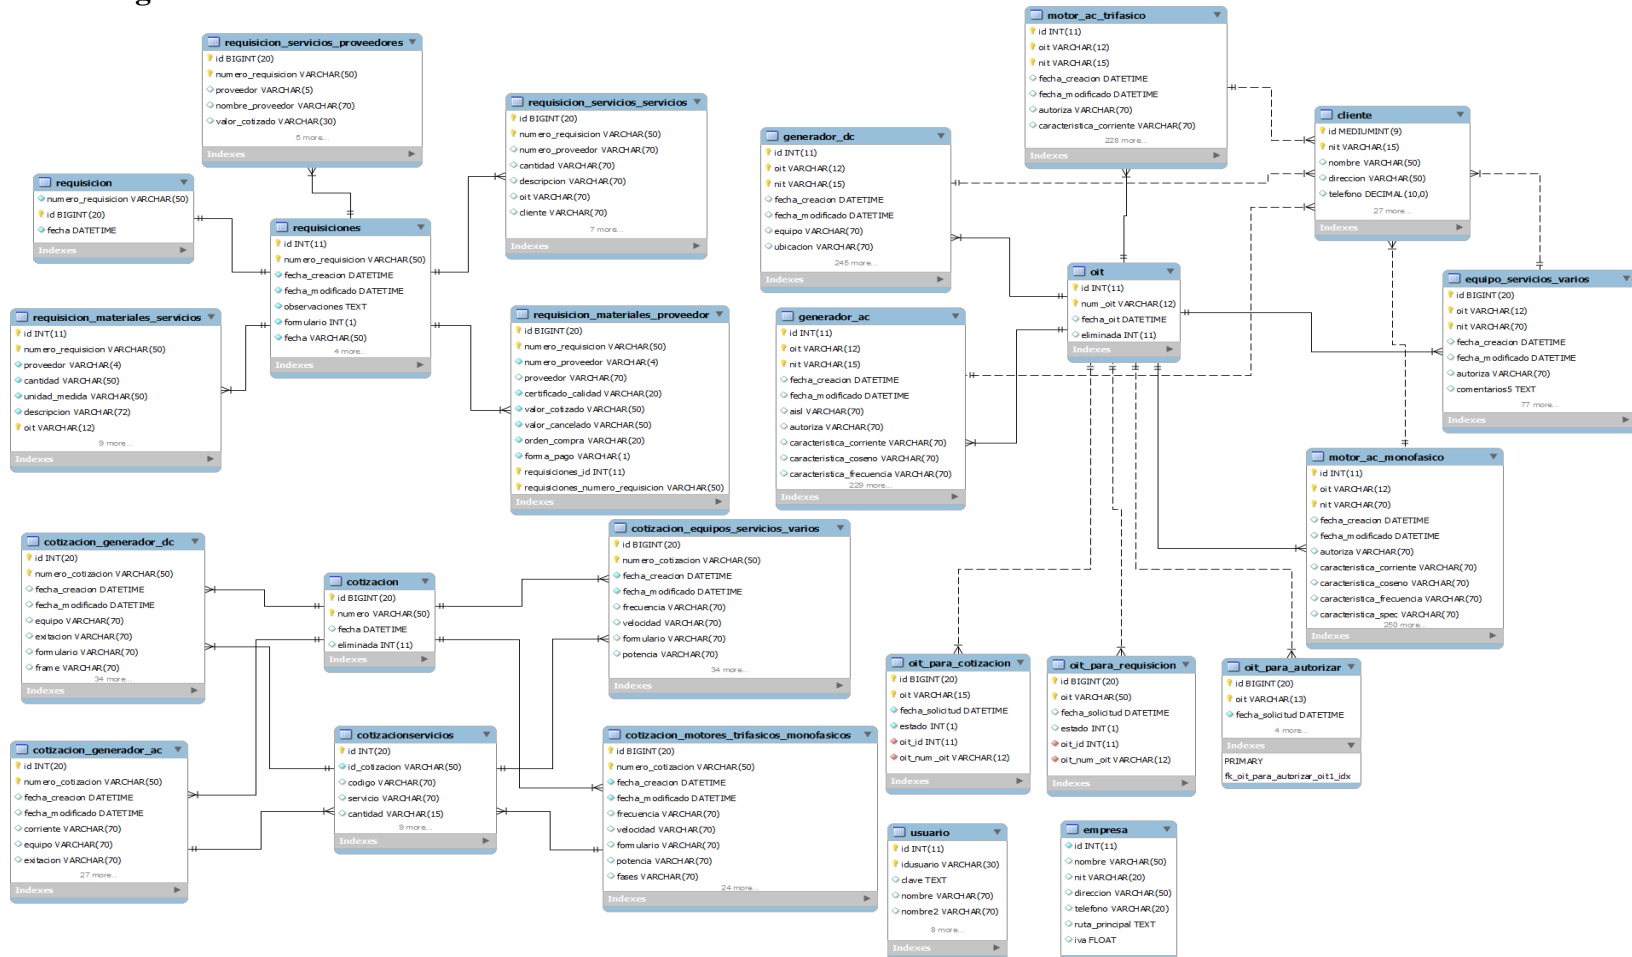 requisicion_servicios_proveedores
id BIGINT(20)
numero_requisicion VARCHAR(50)
proveedor VARCHAR(5)
nombre_proveedor VARCHAR(70)
valor_cotizado VARCHAR(30)
5 more...
Indexes
requisicion_servicios_servicios
id BIGINT(20)
numero_requisicion VARCHAR(50)
numero_proveedor VARCHAR(70)
cantidad VARCHAR(70)
descripcion VARCHAR(70)
oit VARCHAR(70)
cliente VARCHAR(70)
7 more...
Indexes
requisicion
numero_requisicion VARCHAR(50)
id BIGINT(20)
fecha DATETIME
Indexes
requisiciones
id INT(11)
numero_requisicion VARCHAR(50)
fecha_creacion DATETIME
fecha_modificado DATETIME
observaciones TEXT
formulario INT(1)
fecha VARCHAR(50)
4 more...
Indexes
requisicion_materiales_servicios
id INT(11)
numero_requisicion VARCHAR(50)
proveedor VARCHAR(4)
cantidad VARCHAR(50)
unidad_medida VARCHAR(50)
descripcion VARCHAR(72)
oit VARCHAR(12)
9 more...
Indexes
requisicion_materiales_proveedor
id BIGINT(20)
numero_requisicion VARCHAR(50)
numero_proveedor VARCHAR(4)
proveedor VARCHAR(70)
certificado_calidad VARCHAR(20)
valor_cotizado VARCHAR(50)
valor_cancelado VARCHAR(50)
orden_compra VARCHAR(20)
forma_pago VARCHAR(1)
requisiciones_id INT(11)
requisiciones_numero_requisicion VARCHAR(50)
Indexes
motor_ac_trifasico
id INT(11)
oit VARCHAR(12)
nit VARCHAR(15)
fecha_creacion DATETIME
fecha_modificado DATETIME
autoriza VARCHAR(70)
caracteristica_corriente VARCHAR(70)
228 more...
Indexes
generador_dc
id INT(11)
oit VARCHAR(12)
nit VARCHAR(15)
fecha_creacion DATETIME
fecha_modificado DATETIME
equipo VARCHAR(70)
ubicacion VARCHAR(70)
245 more...
Indexes
cliente
id MEDIUMINT(9)
nit VARCHAR(15)
nombre VARCHAR(50)
direccion VARCHAR(50)
telefono DECIMAL(10,0)
27 more...
Indexes
oit
id INT(11)
num_oit VARCHAR(12)
fecha_oit DATETIME
eliminada INT(11)
Indexes
equipo_servicios_varios
id BIGINT(20)
oit VARCHAR(12)
nit VARCHAR(70)
fecha_creacion DATETIME
fecha_modificado DATETIME
autoriza VARCHAR(70)
comentarios5 TEXT
77 more...
Indexes
generador_ac
id INT(11)
oit VARCHAR(12)
nit VARCHAR(15)
fecha_creacion DATETIME
fecha_modificado DATETIME
aisl VARCHAR(70)
autoriza VARCHAR(70)
caracteristica_corriente VARCHAR(70)
caracteristica_coseno VARCHAR(70)
caracteristica_frecuencia VARCHAR(70)
229 more...
Indexes
motor_ac_monofasico
id INT(11)
oit VARCHAR(12)
nit VARCHAR(70)
fecha_creacion DATETIME
fecha_modificado DATETIME
autoriza VARCHAR(70)
caracteristica_corriente VARCHAR(70)
caracteristica_coseno VARCHAR(70)
caracteristica_frecuencia VARCHAR(70)
caracteristica_spec VARCHAR(70)
250 more...
Indexes
cotizacion_generador_dc
id INT(20)
numero_cotizacion VARCHAR(50)
fecha_creacion DATETIME
fecha_modificado DATETIME
equipo VARCHAR(70)
exitacion VARCHAR(70)
formulario VARCHAR(70)
frame VARCHAR(70)
34 more...
Indexes
cotizacion
id BIGINT(20)
numero VARCHAR(50)
fecha DATETIME
eliminada INT(11)
Indexes
cotizacion_equipos_servicios_varios
id BIGINT(20)
numero_cotizacion VARCHAR(50)
fecha_creacion DATETIME
fecha_modificado DATETIME
frecuencia VARCHAR(70)
velocidad VARCHAR(70)
formulario VARCHAR(70)
potencia VARCHAR(70)
34 more...
Indexes
cotizacion_generador_ac
id INT(20)
numero_cotizacion VARCHAR(50)
fecha_creacion DATETIME
fecha_modificado DATETIME
corriente VARCHAR(70)
equipo VARCHAR(70)
exitacion VARCHAR(70)
27 more...
Indexes
cotizacionservicios
id INT(20)
id_cotizacion VARCHAR(50)
codigo VARCHAR(70)
servicio VARCHAR(70)
cantidad VARCHAR(15)
9 more...
Indexes
cotizacion_motores_trifasicos_monofasicos
id BIGINT(20)
numero_cotizacion VARCHAR(50)
fecha_creacion DATETIME
fecha_modificado DATETIME
frecuencia VARCHAR(70)
velocidad VARCHAR(70)
formulario VARCHAR(70)
potencia VARCHAR(70)
fases VARCHAR(70)
24 more...
Indexes
oit_para_cotizacion
id BIGINT(20)
oit VARCHAR(15)
fecha_solicitud DATETIME
estado INT(1)
oit_id INT(11)
oit_num_oit VARCHAR(12)
Indexes
oit_para_requisicion
id BIGINT(20)
oit VARCHAR(50)
fecha_solicitud DATETIME
estado INT(1)
oit_id INT(11)
oit_num_oit VARCHAR(12)
Indexes
oit_para_autorizar
id BIGINT(20)
oit VARCHAR(13)
fecha_solicitud DATETIME
4 more...
Indexes
PRIMARY
fk_oit_para_autorizar_oit1_idx
usuario
id INT(11)
idusuario VARCHAR(30)
clave TEXT
nombre VARCHAR(70)
nombre2 VARCHAR(70)
8 more...
Indexes
empresa
id INT(11)
nombre VARCHAR(50)
nit VARCHAR(20)
direccion VARCHAR(50)
telefono VARCHAR(20)
ruta_principal TEXT
iva FLOAT